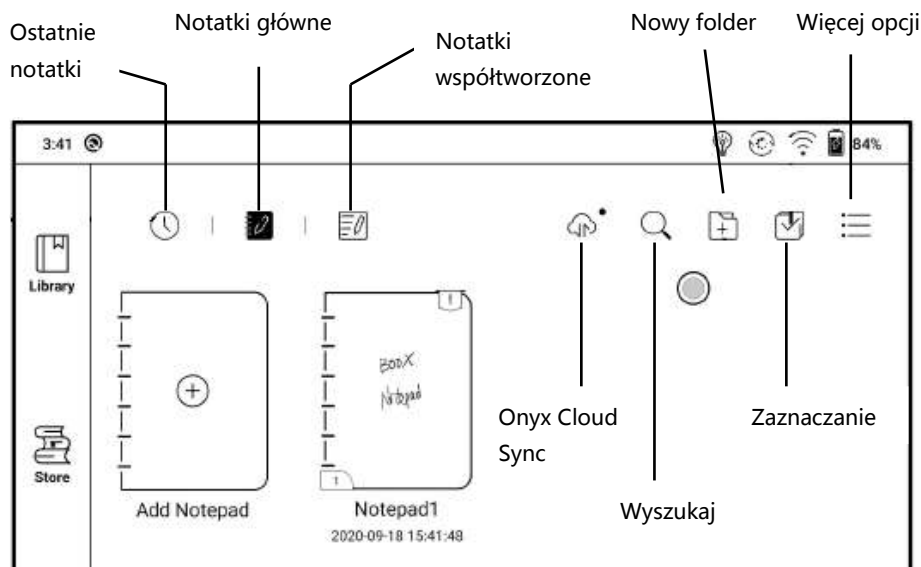 Ostatnie
notatki
Notatki główne
Notatki
współtworzone
Nowy folder
Więcej opcji
3:41
84%
Library
Store
BOOX
Notepad
1
1
Add Notepad
Notepad1
2020-09-18 15:41:48
Onyx Cloud
Sync
Wyszukaj
Zaznaczanie